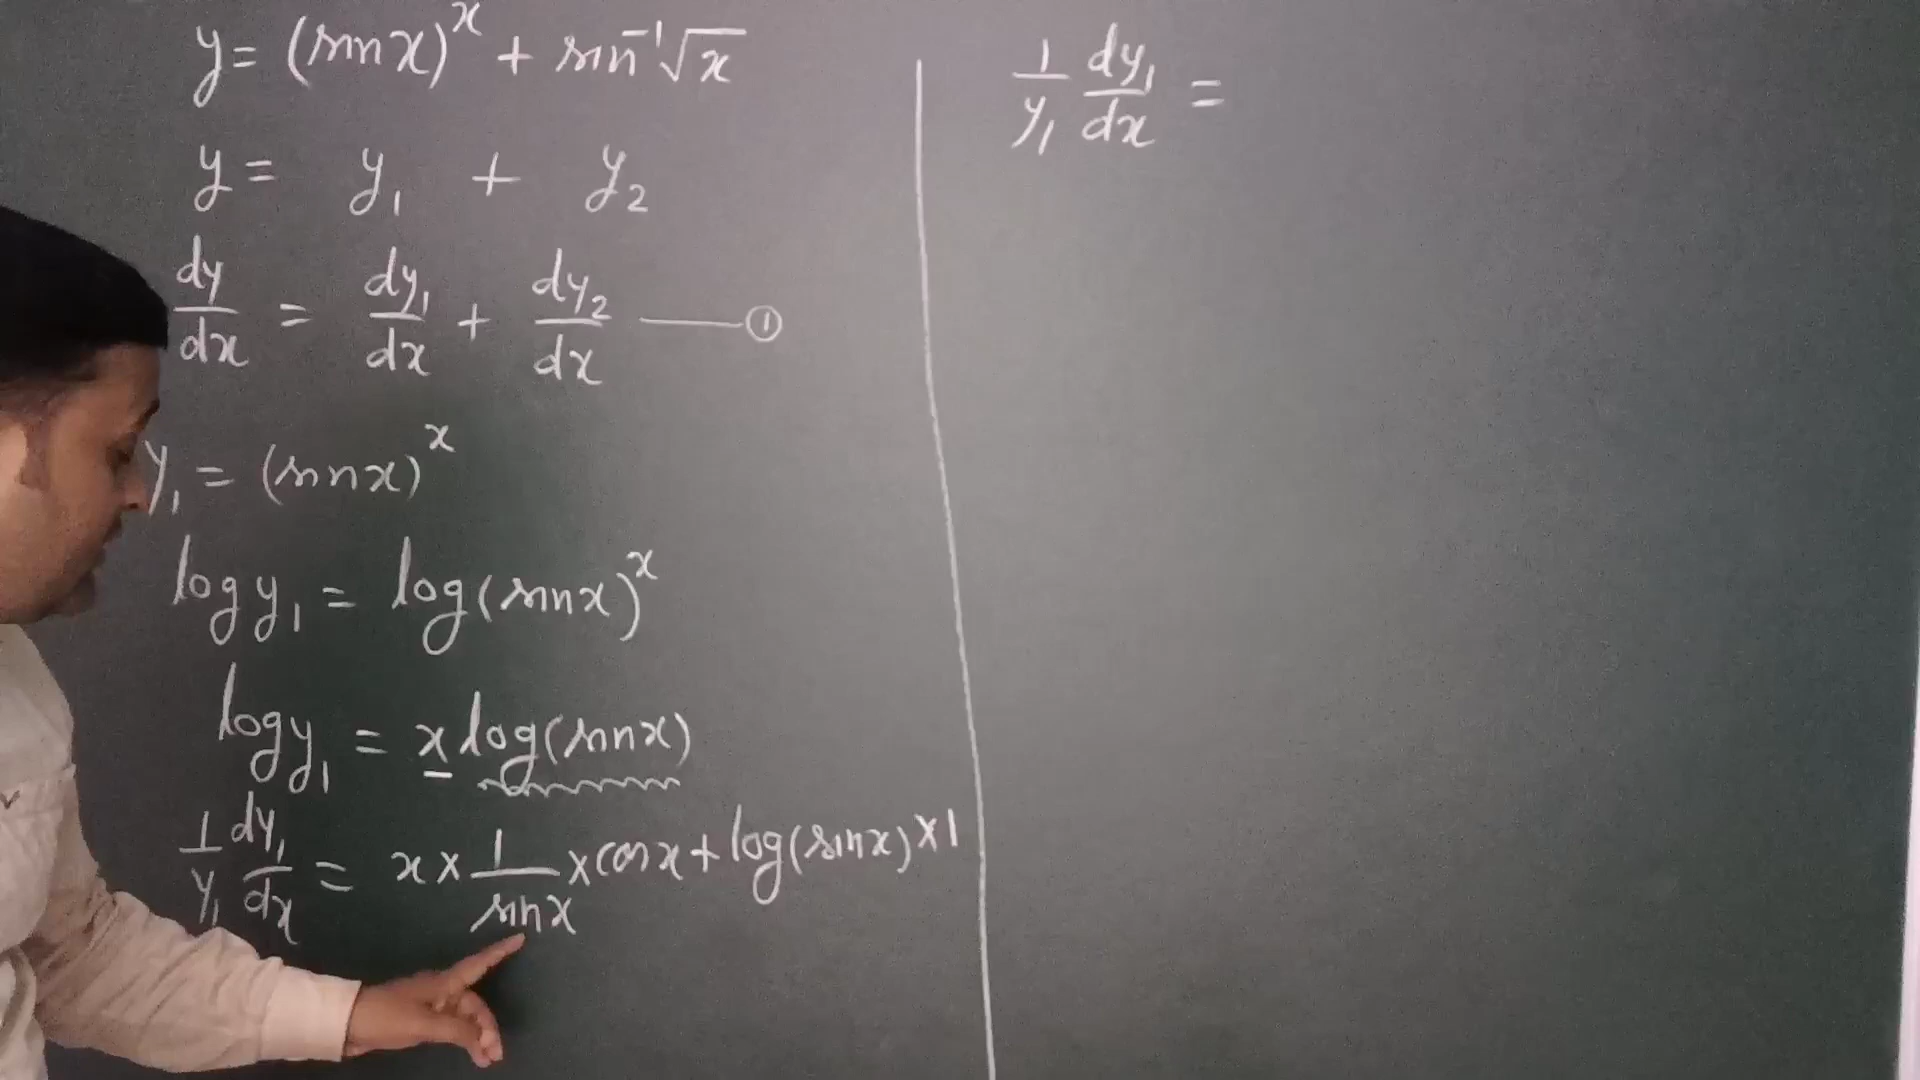 y = (sin x)^x + sin⁻¹√x
y = y₁ + y₂
dy/dx = dy₁/dx + dy₂/dx —— ①
y₁ = (sin x)^x
log y₁ = log (sin x)^x
log y₁ = x log (sin x)
1/y₁ dy₁/dx = x × 1/sin x × cos x + log (sin x) × 1
1/y₁ dy₁/dx =